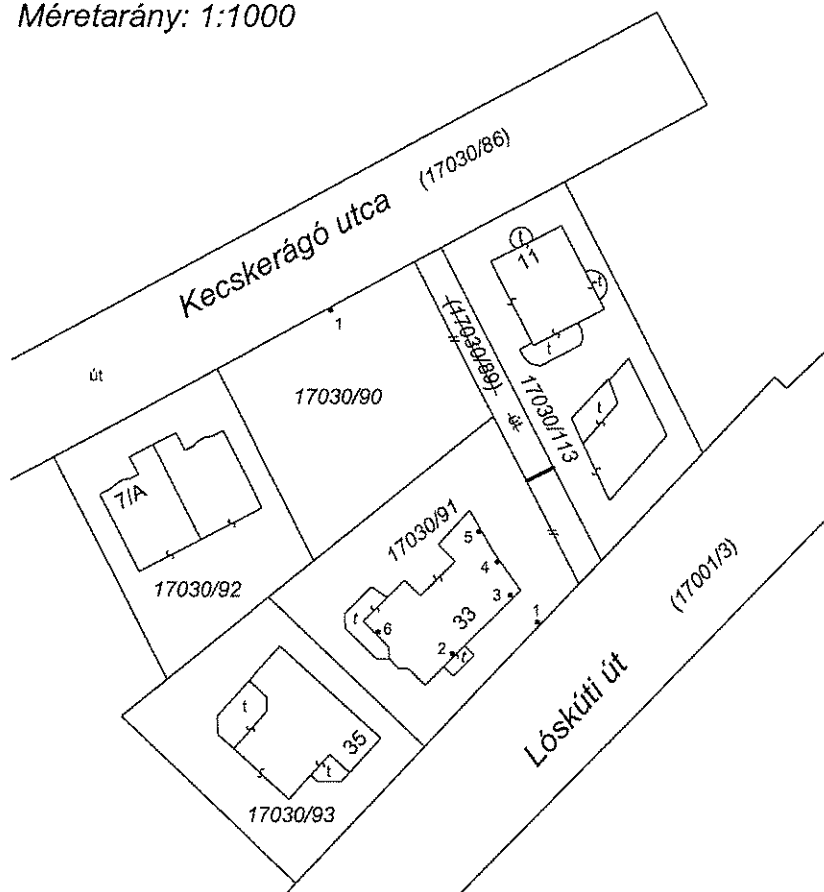 Méretarány: 1:1000
(17030/86)
Kecskerágó utca
t
11
t
t
1
(17030/89)
út
17030/90
17030/113
t
út
7/A
17030/91
5
4
3
17030/92
t
6
33
1
2
t
(17001/3)
Lóskúti út
t
35
t
17030/93